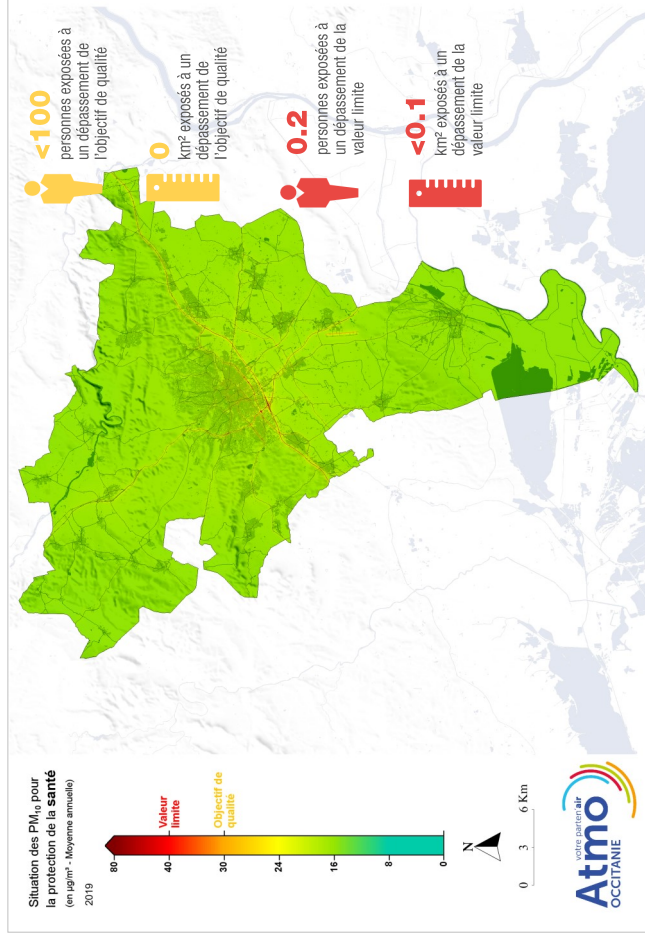 Situation des PM₁₀ pour
la protection de la santé
(en µg/m³ - Moyenne annuelle)
2019
80
Valeur
limite
40
Objectif de
qualité
30
24
16
8
0
N
0 3 6 Km
votre parten'air
Atmo
OCCITANIE
<100
personnes exposées à
un dépassement de
l'objectif de qualité
0
km² exposés à un
dépassement de
l'objectif de qualité
0.2
personnes exposées à
un dépassement de la
valeur limite
<0.1
km² exposés à un
dépassement de la
valeur limite